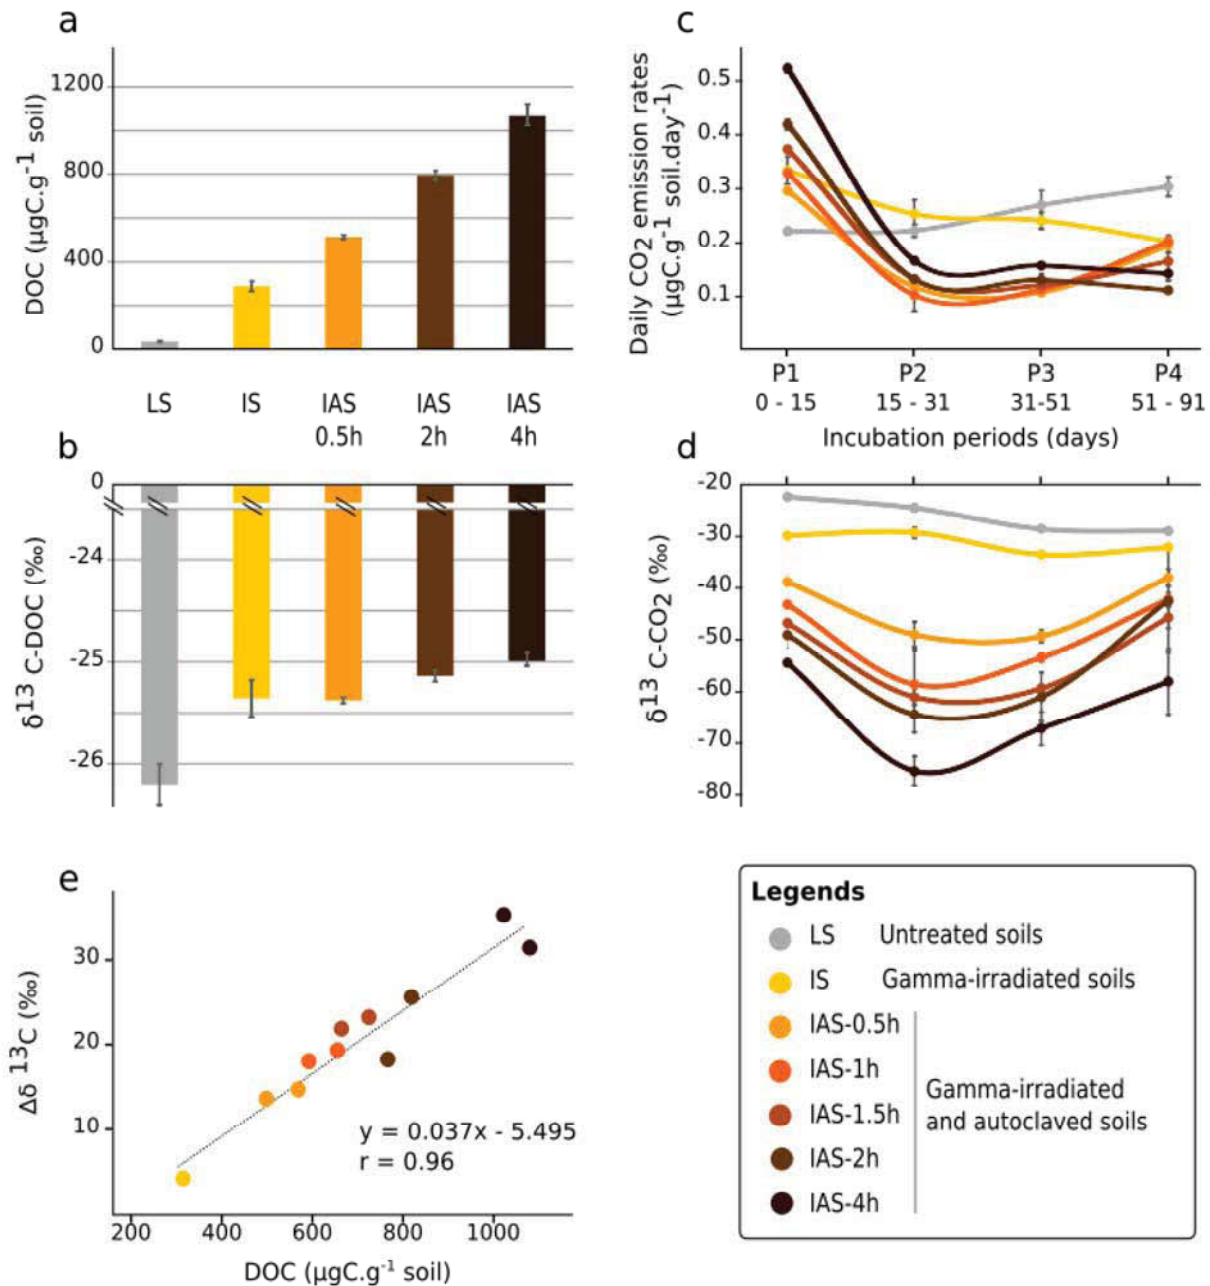 a
DOC (µgC.g-1 soil)
1200
800
400
0
LS IS IAS IAS IAS
0.5h 2h 4h
b
δ13 C-DOC (‰)
0
-24
-25
-26
c
Daily CO2 emission rates
(µgC.g-1 soil.day-1)
0.5
0.4
0.3
0.2
0.1
P1 P2 P3 P4
0 - 15 15 - 31 31-51 51 - 91
Incubation periods (days)
d
δ13 C-CO2 (‰)
-20
-30
-40
-50
-60
-70
-80
e
Δδ 13C (‰)
30
20
10
y = 0.037x - 5.495
r = 0.96
200 400 600 800 1000
DOC (µgC.g-1 soil)
Legends
LS Untreated soils
IS Gamma-irradiated soils
IAS-0.5h
IAS-1h
IAS-1.5h
IAS-2h
IAS-4h
Gamma-irradiated
and autoclaved soils